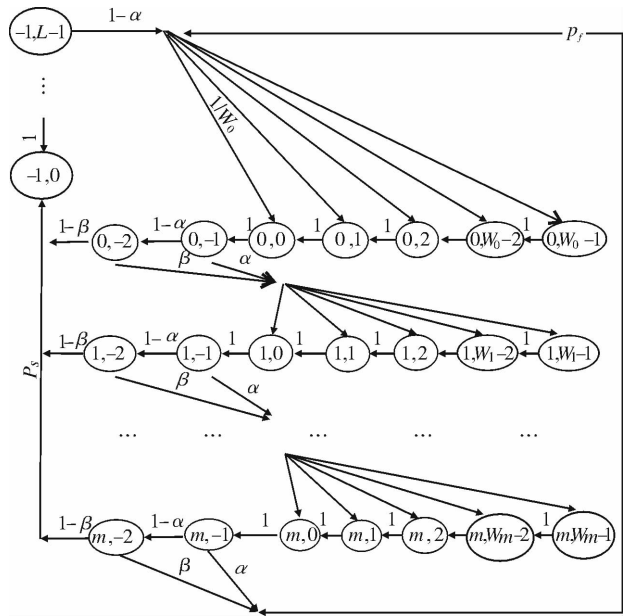 1-α
-1,L-1
p_f
...
1/W_0
1
-1,0
1-β 1-α 1 1 1 1
0,-2 0,-1 0,0 0,1 0,2 0,W_0-2 0,W_0-1
β α
1-β 1-α 1 1 1 1
1,-2 1,-1 1,0 1,1 1,2 1,W_1-2 1,W_1-1
P_s
β α
... ... ... ... ...
1-β 1-α 1 1 1 1
m,-2 m,-1 m,0 m,1 m,2 m,Wm-2 m,Wm-1
β α